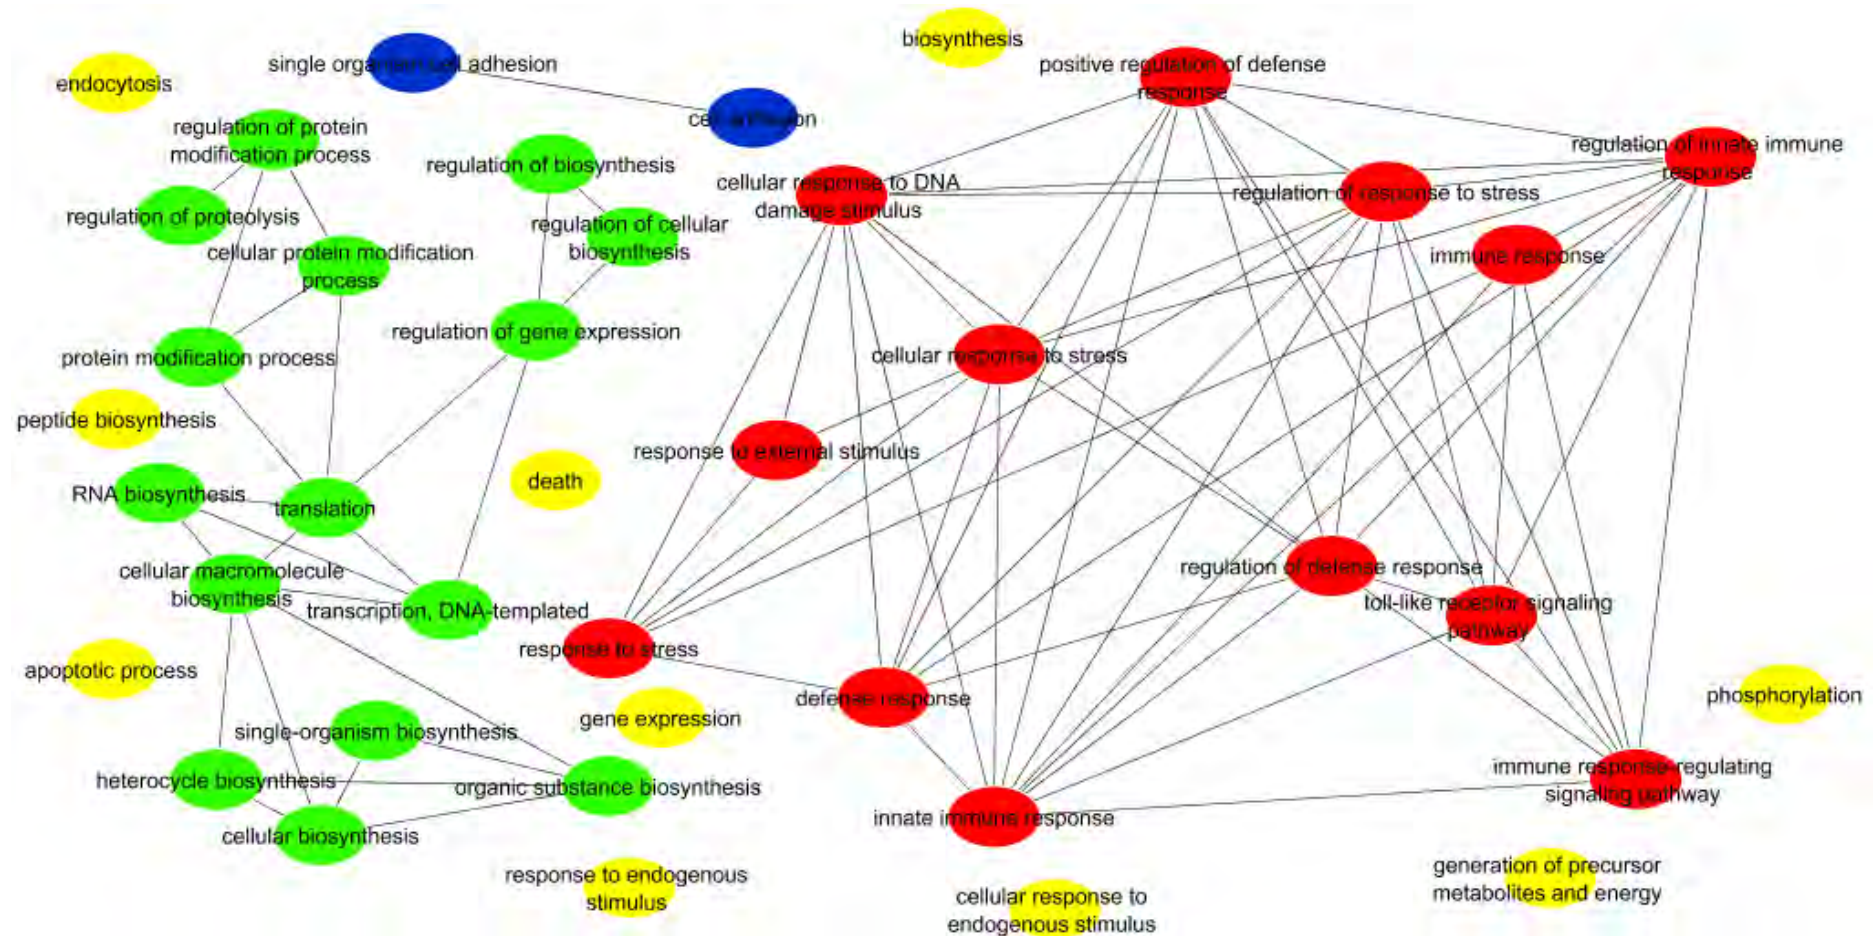 biosynthesis
single organism cell adhesion
positive regulation of defense
response
endocytosis
cell adhesion
regulation of protein
modification process
regulation of innate immune
response
regulation of biosynthesis
cellular response to DNA
damage stimulus
regulation of response to stress
regulation of proteolysis
regulation of cellular
biosynthesis
cellular protein modification
process
immune response
regulation of gene expression
protein modification process
cellular response to stress
peptide biosynthesis
response to external stimulus
death
RNA biosynthesis
translation
cellular macromolecule
biosynthesis
regulation of defense response
transcription, DNA-templated
toll-like receptor signaling
pathway
response to stress
apoptotic process
defense response
phosphorylation
gene expression
single-organism biosynthesis
heterocycle biosynthesis
organic substance biosynthesis
immune response-regulating
signaling pathway
innate immune response
cellular biosynthesis
response to endogenous
stimulus
generation of precursor
metabolites and energy
cellular response to
endogenous stimulus